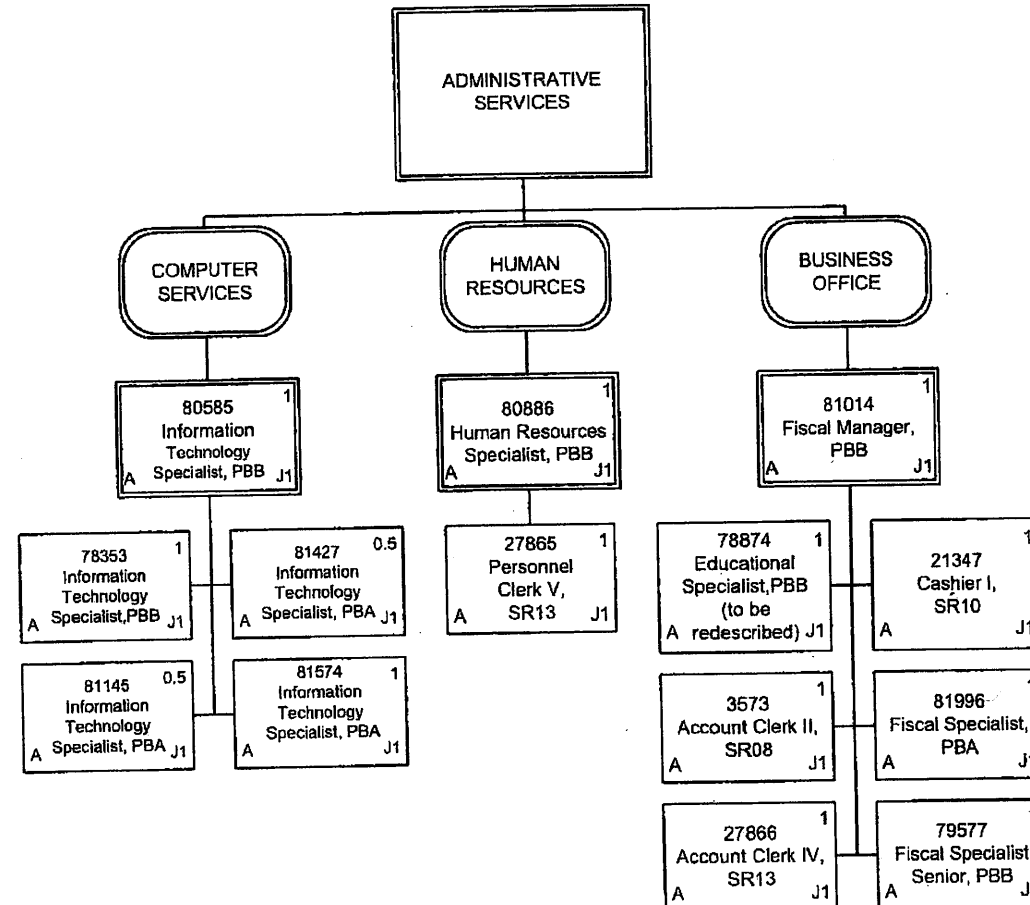 ADMINISTRATIVE
SERVICES
COMPUTER
SERVICES
HUMAN
RESOURCES
BUSINESS
OFFICE
1
80585
Information
Technology
Specialist, PBB
A J1
1
80886
Human Resources
Specialist, PBB
A J1
1
81014
Fiscal Manager,
PBB
A J1
78353 1
Information
Technology
Specialist,PBB
A J1
81427 0.5
Information
Technology
Specialist, PBA
A J1
27865 1
Personnel
Clerk V,
SR13
A J1
78874 1
Educational
Specialist,PBB
(to be
A redescribed) J1
1
21347
Cashier I,
SR10
A J1
81145 0.5
Information
Technology
Specialist, PBA
A J1
81574 1
Information
Technology
Specialist, PBA
A J1
1
3573
Account Clerk II,
SR08
A J1
1
81996
Fiscal Specialist,
PBA
A J1
1
27866
Account Clerk IV,
SR13
A J1
79577
Fiscal Specialist
Senior, PBB
A J